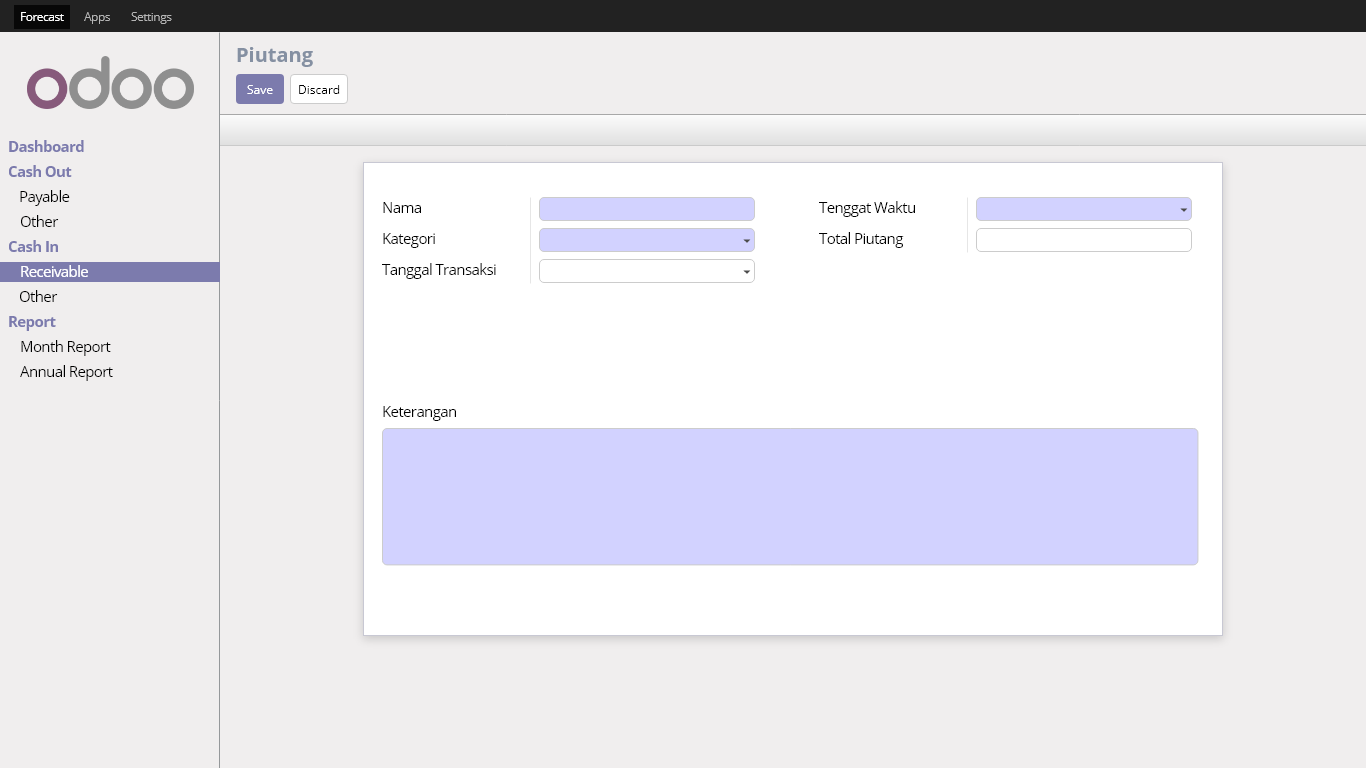 Forecast Apps Settings
odoo
Dashboard
Cash Out
Payable
Other
Cash In
Receivable
Other
Report
Month Report
Annual Report
Piutang
Save Discard
Nama
Kategori
Tanggal Transaksi
Tenggat Waktu
Total Piutang
Keterangan